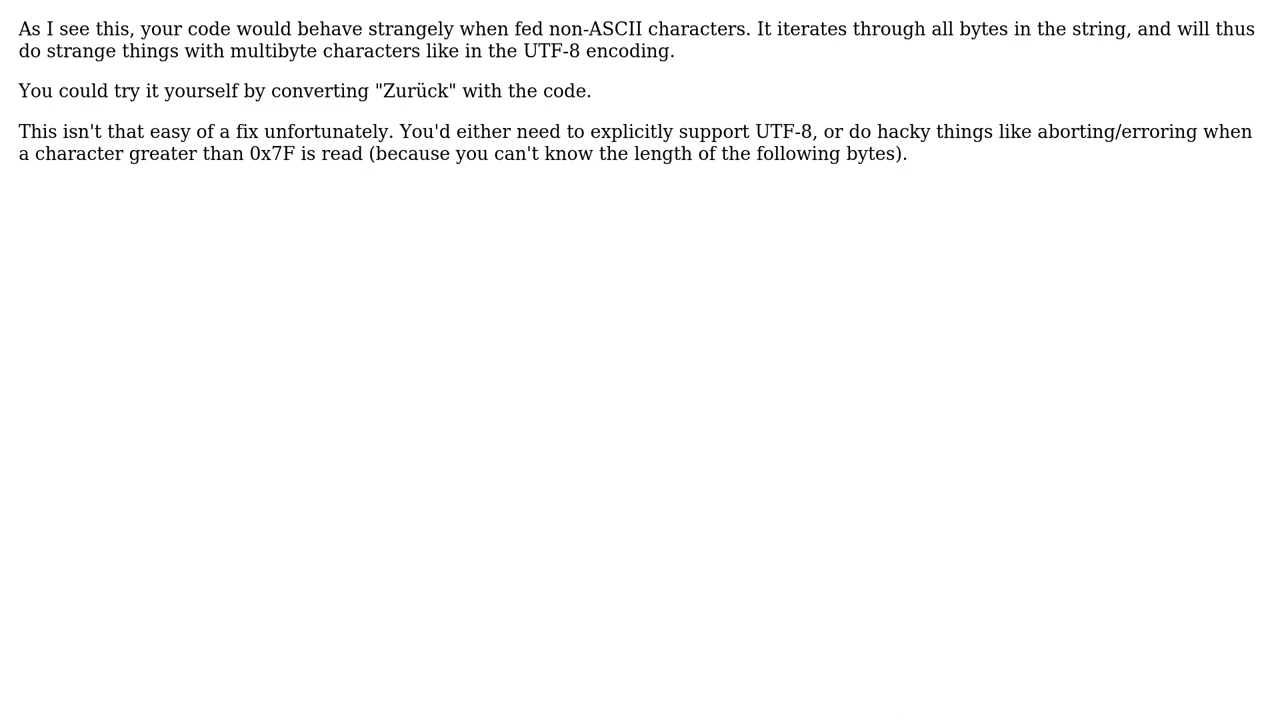 As I see this, your code would behave strangely when fed non-ASCII characters. It iterates through all bytes in the string, and will thus
do strange things with multibyte characters like in the UTF-8 encoding.
You could try it yourself by converting "Zurück" with the code.
This isn't that easy of a fix unfortunately. You'd either need to explicitly support UTF-8, or do hacky things like aborting/erroring when
a character greater than 0x7F is read (because you can't know the length of the following bytes).